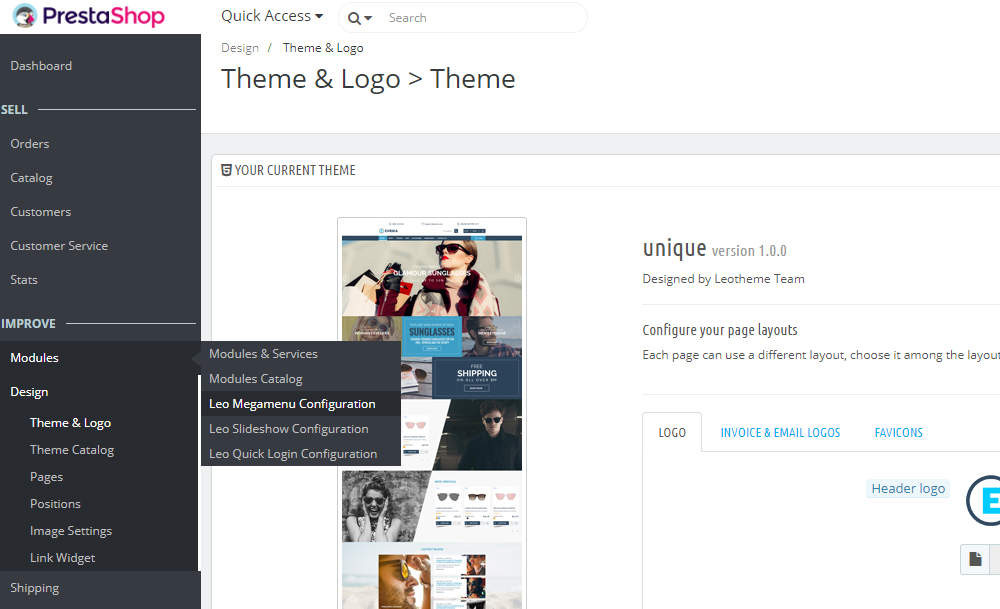 PrestaShop
Quick Access
Search
Design / Theme & Logo
Theme & Logo > Theme
Dashboard
SELL
Orders
Catalog
Customers
Customer Service
Stats
IMPROVE
Modules
Modules & Services
Modules Catalog
Leo Megamenu Configuration
Leo Slideshow Configuration
Leo Quick Login Configuration
Design
Theme & Logo
Theme Catalog
Pages
Positions
Image Settings
Link Widget
Shipping
YOUR CURRENT THEME
GLAMOUR SUNGLASSES
SUNGLASSES
FREE
SHIPPING
ON ALL OVER $99
unique version 1.0.0
Designed by Leotheme Team
Configure your page layouts
Each page can use a different layout, choose it among the layout
LOGO
INVOICE & EMAIL LOGOS
FAVICONS
Header logo
E